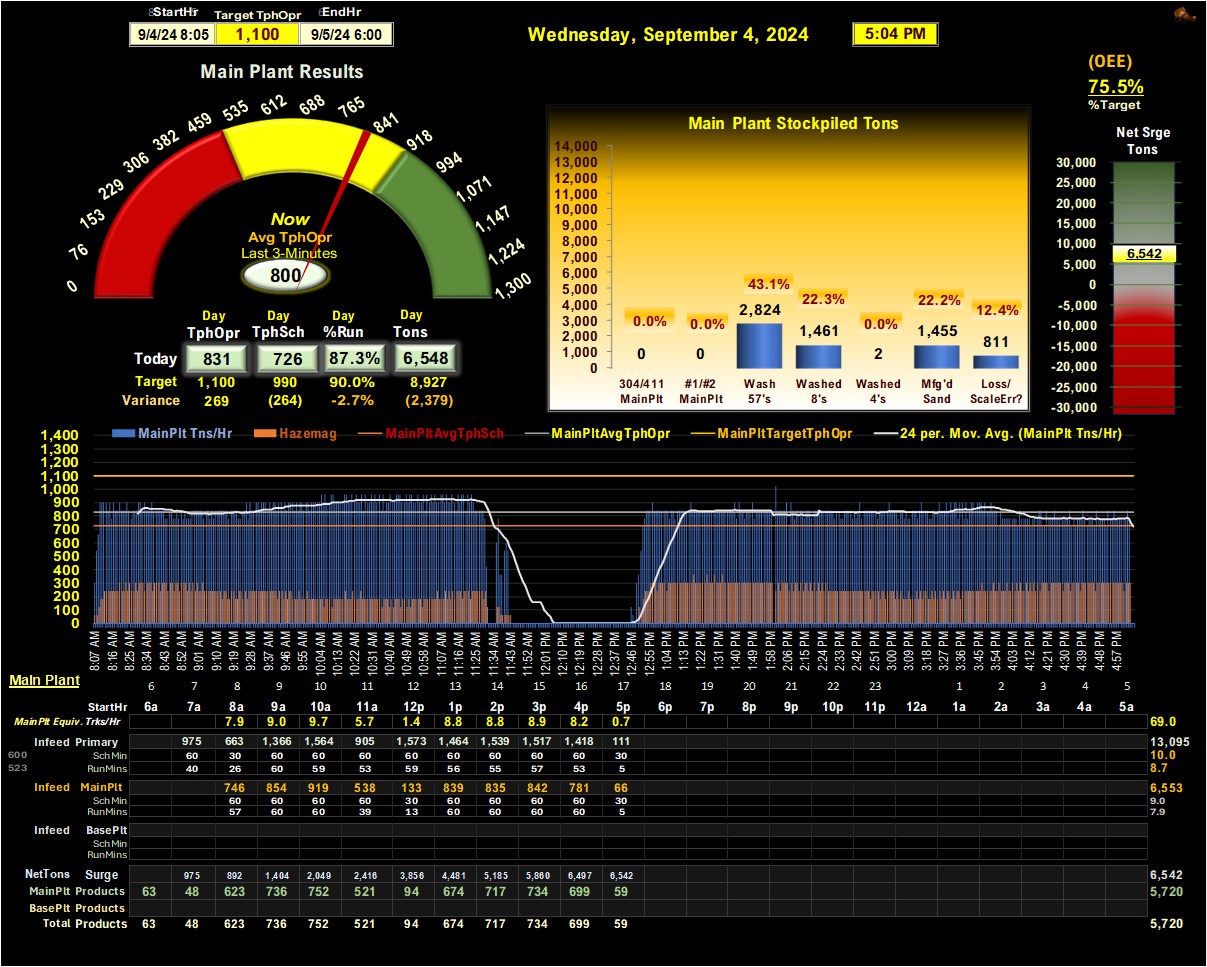 StartHr Target TphOpr EndHr
9/4/24 8:05 1,100 9/5/24 6:00
Wednesday, September 4, 2024 5:04 PM
(OEE)
75.5%
%Target
Main Plant Results
0 76 153 229 306 382 459 535 612 688 765 841 918 994 1,071 1,147 1,224 1,300
Now
Avg TphOpr
Last 3-Minutes
800
Day Day Day Day
TphOpr TphSch %Run Tons
Today 831 726 87.3% 6,548
Target 1,100 990 90.0% 8,927
Variance 269 (264) -2.7% (2,379)
Main Plant Stockpiled Tons
14,000
13,000
12,000
11,000
10,000
9,000
8,000
7,000
6,000
5,000
4,000
3,000
2,000
1,000
0
0.0% 0.0% 43.1% 22.3% 0.0% 22.2% 12.4%
0 0 2,824 1,461 2 1,455 811
304/411 #1/#2 Wash Washed Washed Mfg'd Loss/
MainPlt MainPlt 57's 8's 4's Sand ScaleErr?
Net Srge
Tons
30,000
25,000
20,000
15,000
10,000
6,542
5,000
0
-5,000
-10,000
-15,000
-20,000
-25,000
-30,000
MainPlt Tns/Hr Hazemag MainPltAvgTphSch MainPltAvgTphOpr MainPltTargetTphOpr 24 per. Mov. Avg. (MainPlt Tns/Hr)
1,400
1,300
1,200
1,100
1,000
900
800
700
600
500
400
300
200
100
0
8:07 AM 8:16 AM 8:25 AM 8:34 AM 8:43 AM 8:52 AM 9:01 AM 9:10 AM 9:19 AM 9:28 AM 9:37 AM 9:46 AM 9:55 AM 10:04 AM 10:13 AM 10:22 AM 10:31 AM 10:40 AM 10:49 AM 10:58 AM 11:07 AM 11:16 AM 11:25 AM 11:34 AM 11:43 AM 11:52 AM 12:01 PM 12:10 PM 12:19 PM 12:28 PM 12:37 PM 12:46 PM 12:55 PM 1:04 PM 1:13 PM 1:22 PM 1:31 PM 1:40 PM 1:49 PM 1:58 PM 2:06 PM 2:15 PM 2:24 PM 2:33 PM 2:42 PM 2:51 PM 3:00 PM 3:09 PM 3:18 PM 3:27 PM 3:36 PM 3:45 PM 3:54 PM 4:03 PM 4:12 PM 4:21 PM 4:30 PM 4:39 PM 4:48 PM 4:57 PM
Main Plant
6 7 8 9 10 11 12 13 14 15 16 17 18 19 20 21 22 23 1 2 3 4 5
StartHr 6a 7a 8a 9a 10a 11a 12p 1p 2p 3p 4p 5p 6p 7p 8p 9p 10p 11p 12a 1a 2a 3a 4a 5a
MainPlt Equiv. Trks/Hr 7.9 9.0 9.7 5.7 1.4 8.8 8.8 8.9 8.2 0.7 69.0
Infeed Primary 975 663 1,366 1,564 905 1,573 1,464 1,539 1,517 1,418 111 13,095
600 SchMin 60 30 60 60 60 60 60 60 60 60 30 10.0
523 RunMins 40 26 60 59 53 59 56 55 57 53 5 8.7
Infeed MainPlt 746 854 919 538 133 839 835 842 781 66 6,553
SchMin 60 60 60 60 30 60 60 60 60 30 9.0
RunMins 57 60 60 39 13 60 60 60 60 5 7.9
Infeed BasePlt
SchMin
RunMins
NetTons Surge 975 892 1,404 2,049 2,416 3,856 4,481 5,185 5,860 6,497 6,542 6,542
MainPlt Products 63 48 623 736 752 521 94 674 717 734 699 59 5,720
BasePlt Products
Total Products 63 48 623 736 752 521 94 674 717 734 699 59 5,720